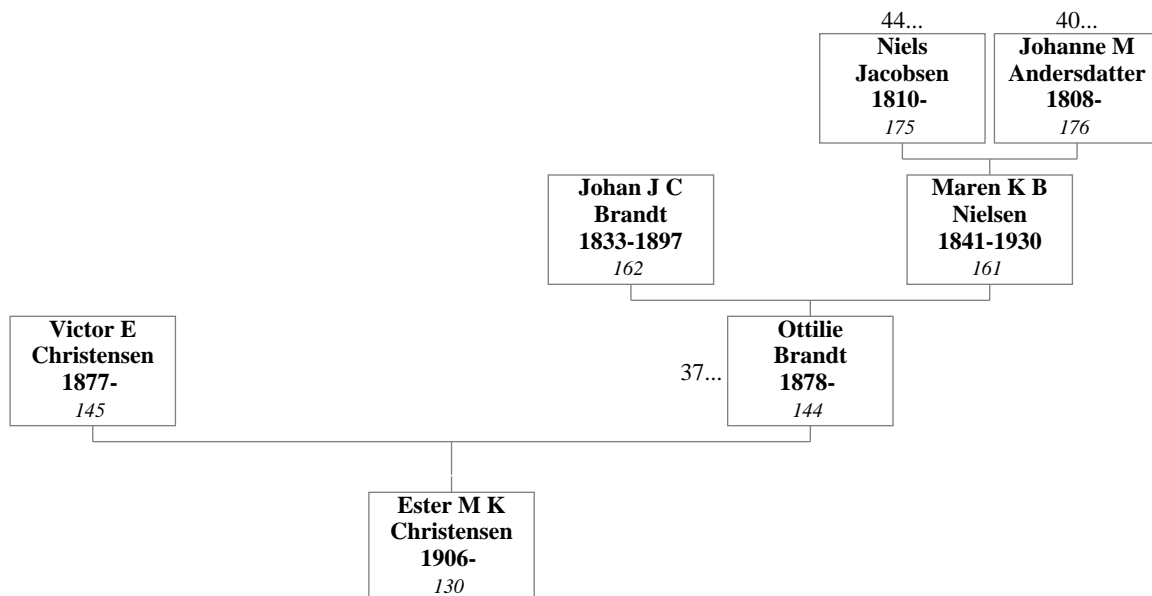 44...
40...
Niels
Jacobsen
1810-
175
Johanne M
Andersdatter
1808-
176
Johan J C
Brandt
1833-1897
162
Maren K B
Nielsen
1841-1930
161
Victor E
Christensen
1877-
145
37...
Ottilie
Brandt
1878-
144
Ester M K
Christensen
1906-
130